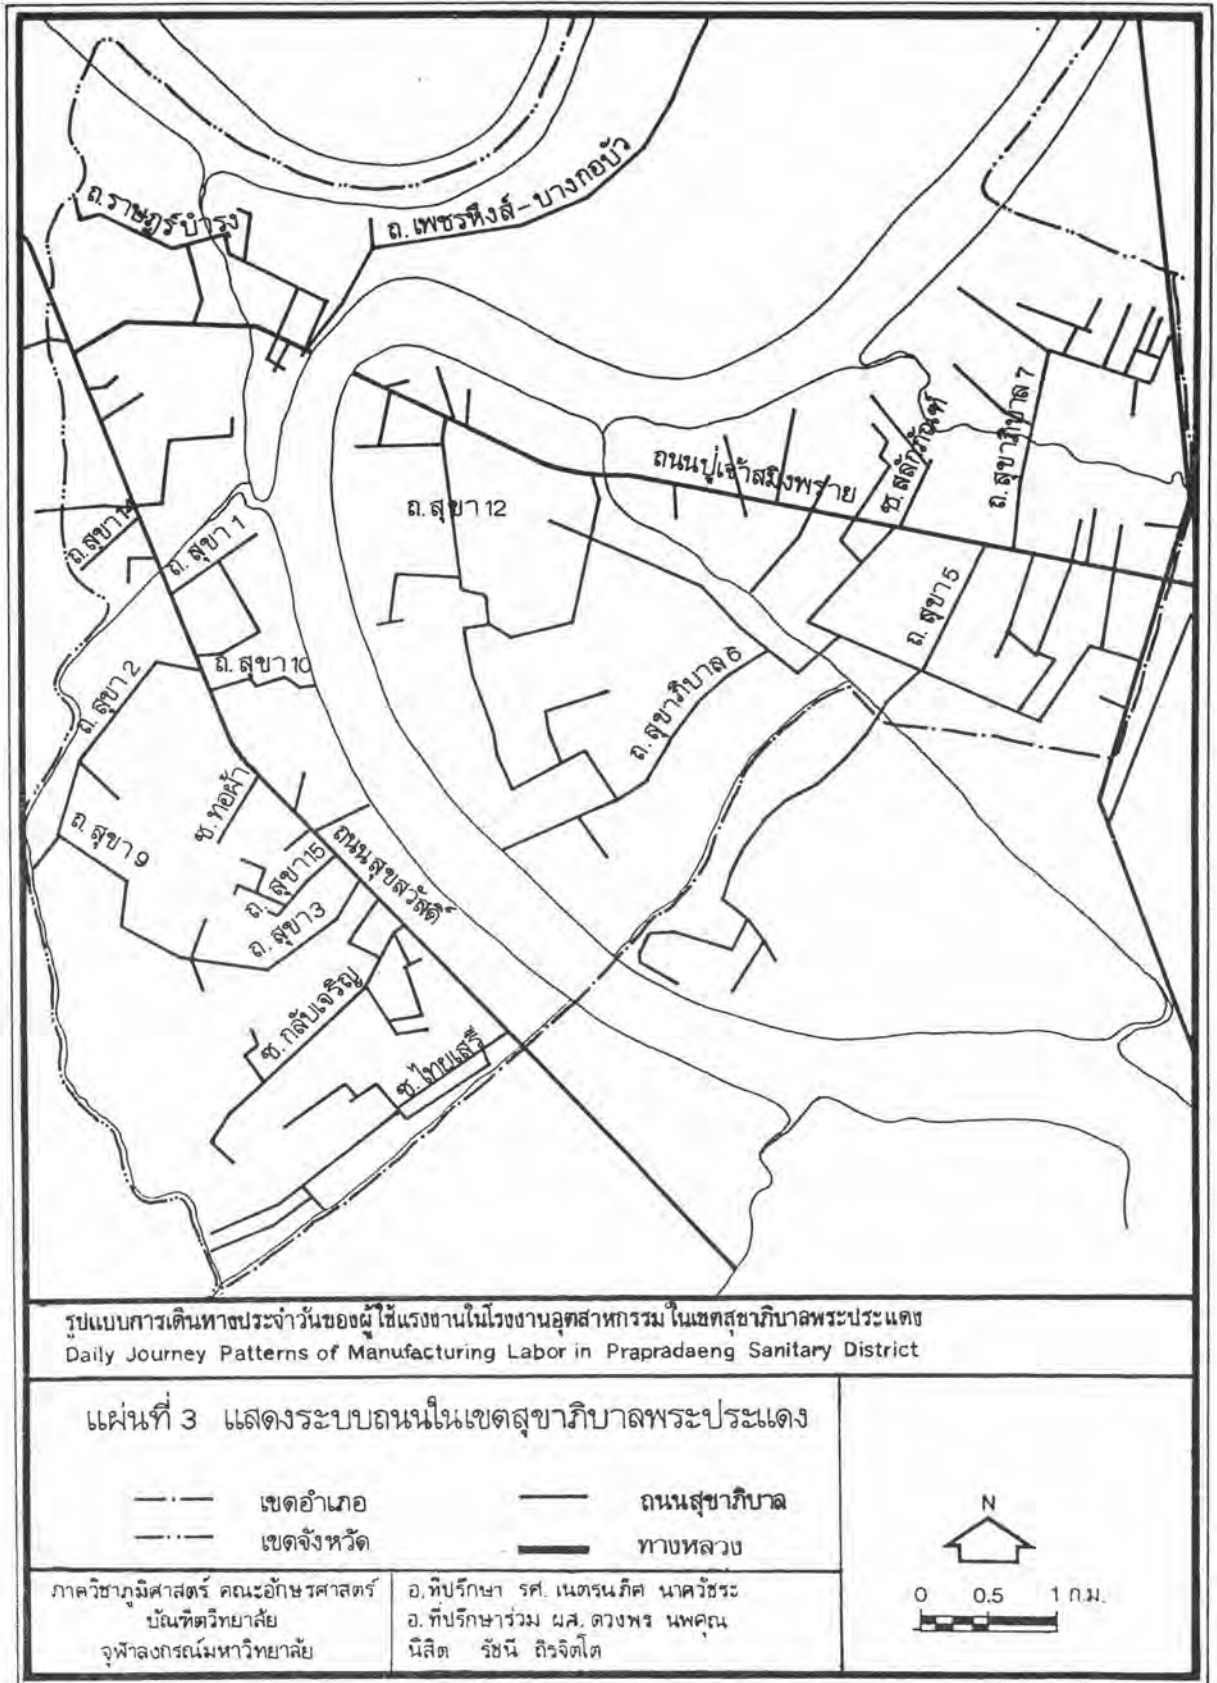 ถ.ราษฎร์บำรุง
ถ.เพชรหึงส์-บางกอบัว
ถ.สุขาภิบาล 7
ซ.สลักภัณฑ์
ถนนปู่เจ้าสมิงพราย
ถ.สุขา 12
ถ.สุขา 14
ถ.สุขา 1
ถ.สุขา 5
ถ.สุขา 10
ถ.สุขา 2
ถ.สุขาภิบาล 6
ซ.ทอผ้า
ถ.สุขา 9
ถนนสุขสวัสดิ์
ถ.สุขา 15
ถ.สุขา 3
ซ.กลับเจริญ
ซ.ไทยเสรี
รูปแบบการเดินทางประจำวันของผู้ใช้แรงงานในโรงงานอุตสาหกรรมในเขตสุขาภิบาลพระประแดง
Daily Journey Patterns of Manufacturing Labor in Prapradaeng Sanitary District
แผ่นที่ 3 แสดงระบบถนนในเขตสุขาภิบาลพระประแดง
เขตอำเภอ
ถนนสุขาภิบาล
เขตจังหวัด
ทางหลวง
N
0 0.5 1 ก.ม.
ภาควิชาภูมิศาสตร์ คณะอักษรศาสตร์
บัณฑิตวิทยาลัย
จุฬาลงกรณ์มหาวิทยาลัย
อ.ที่ปรึกษา รศ. เนตรนภิศ นาควัชระ
อ.ที่ปรึกษาร่วม ผศ. ดวงพร นพคุณ
นิสิต รัชนี ถิรจิตโต